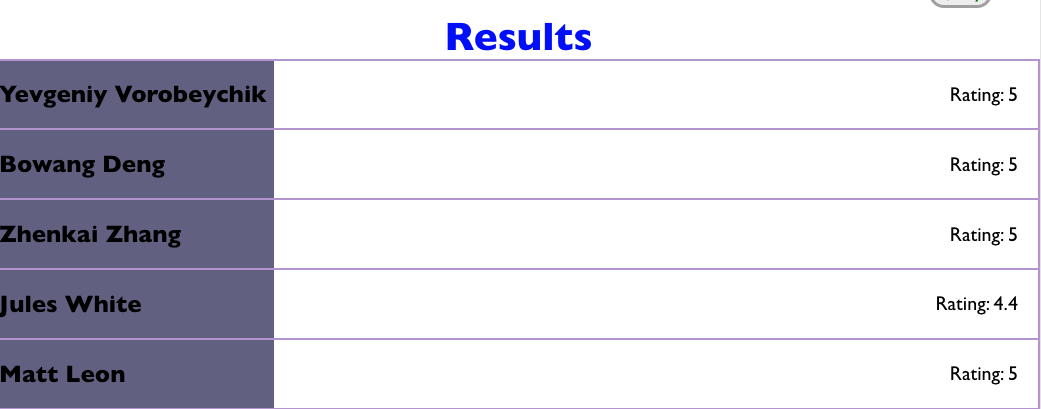 Results
Yevgeniy Vorobeychik Rating: 5
Bowang Deng Rating: 5
Zhenkai Zhang Rating: 5
Jules White Rating: 4.4
Matt Leon Rating: 5